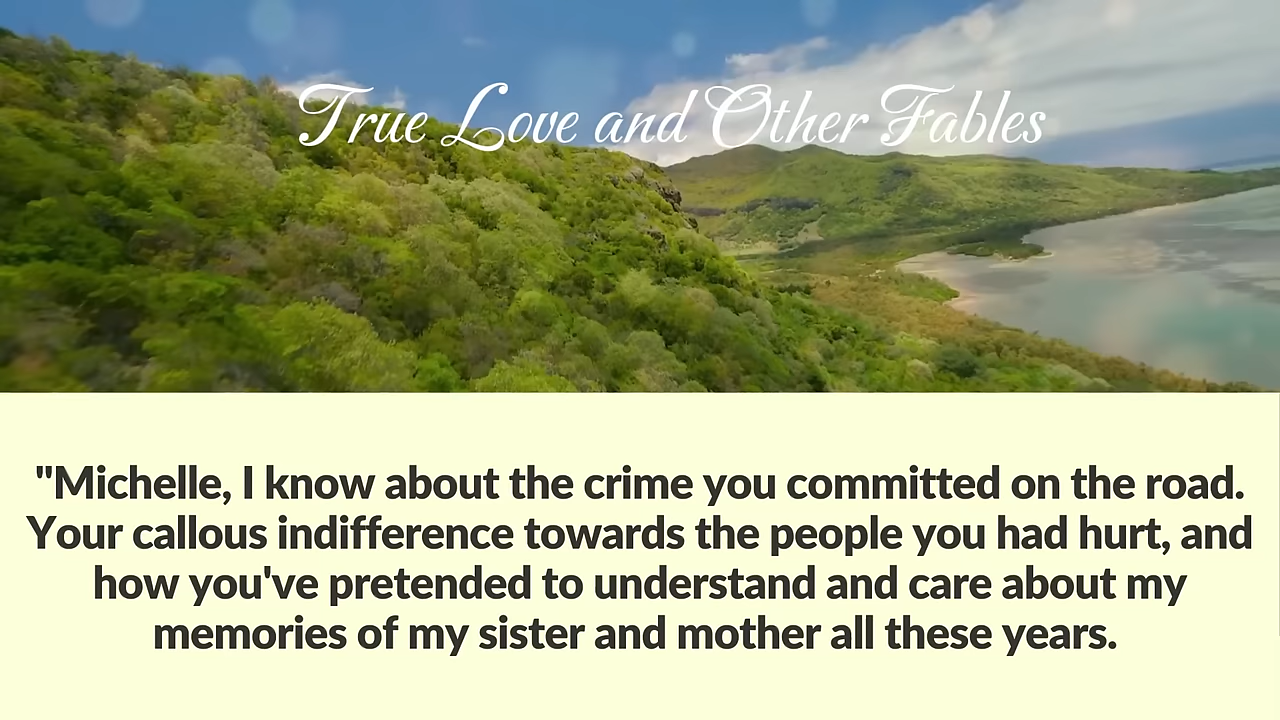 True Love and Other Fables
"Michelle, I know about the crime you committed on the road.
Your callous indifference towards the people you had hurt, and
how you've pretended to understand and care about my
memories of my sister and mother all these years.